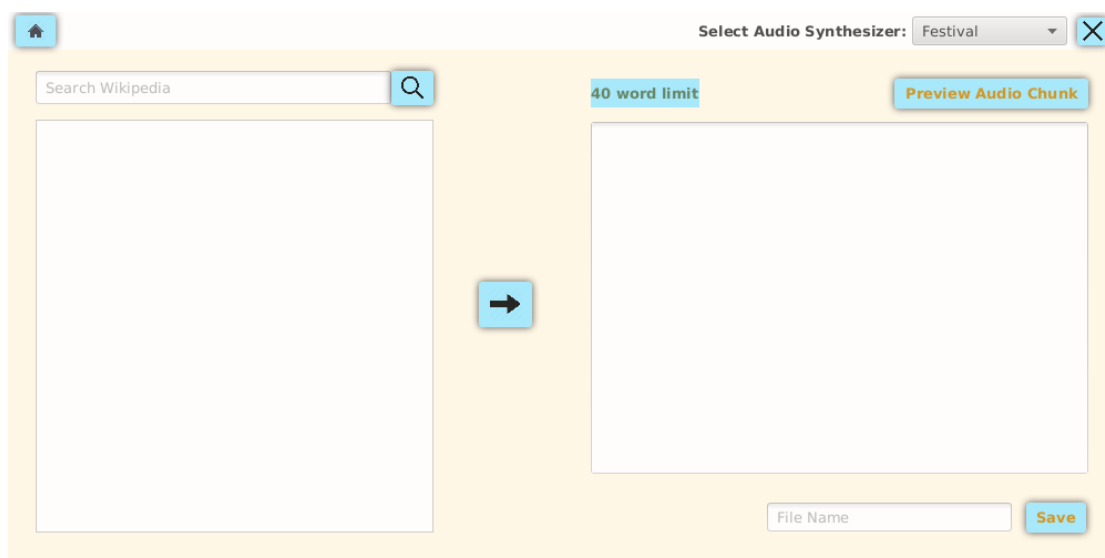 Select Audio Synthesizer: Festival
Search Wikipedia
40 word limit
Preview Audio Chunk
File Name
Save